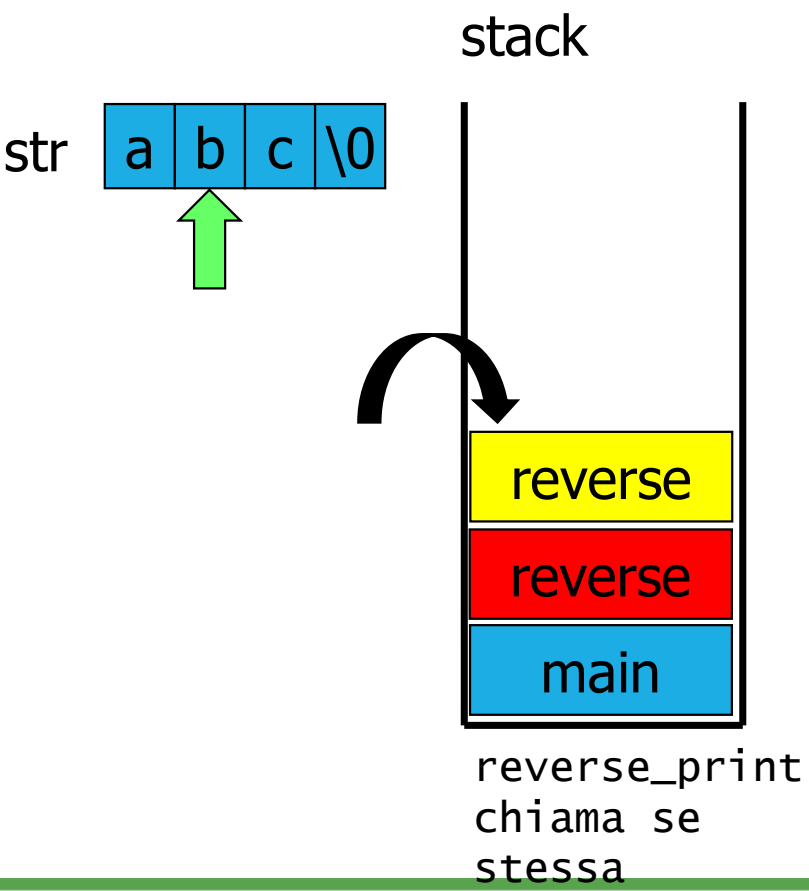 stack
str a b c \0
reverse
reverse
main
reverse_print
chiama se
stessa